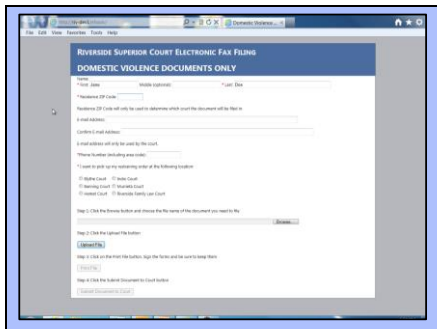 Domestic Violence...
File Edit View Favorites Tools Help
RIVERSIDE SUPERIOR COURT ELECTRONIC FAX FILING
DOMESTIC VIOLENCE DOCUMENTS ONLY
Name:
* First: Jane Middle (optional): * Last: Doe
* Residence ZIP Code:
Residence ZIP Code will only be used to determine which court the document will be filed in
E-mail Address:
Confirm E-mail Address:
E-mail address will only be used by the court.
*Phone Number (including area code):
* I want to pick up my restraining order at the following location:
Blythe Court Indio Court
Banning Court Murrieta Court
Hemet Court Riverside Family Law Court
Step 1: Click the Browse button and choose the file name of the document you need to file.
Browse...
Step 2: Click the Upload File button:
Upload File
Step 3: Click on the Print File button, sign the forms and be sure to keep them
Print File
Step 4: Click the Submit Document to Court button
Submit Document to Court